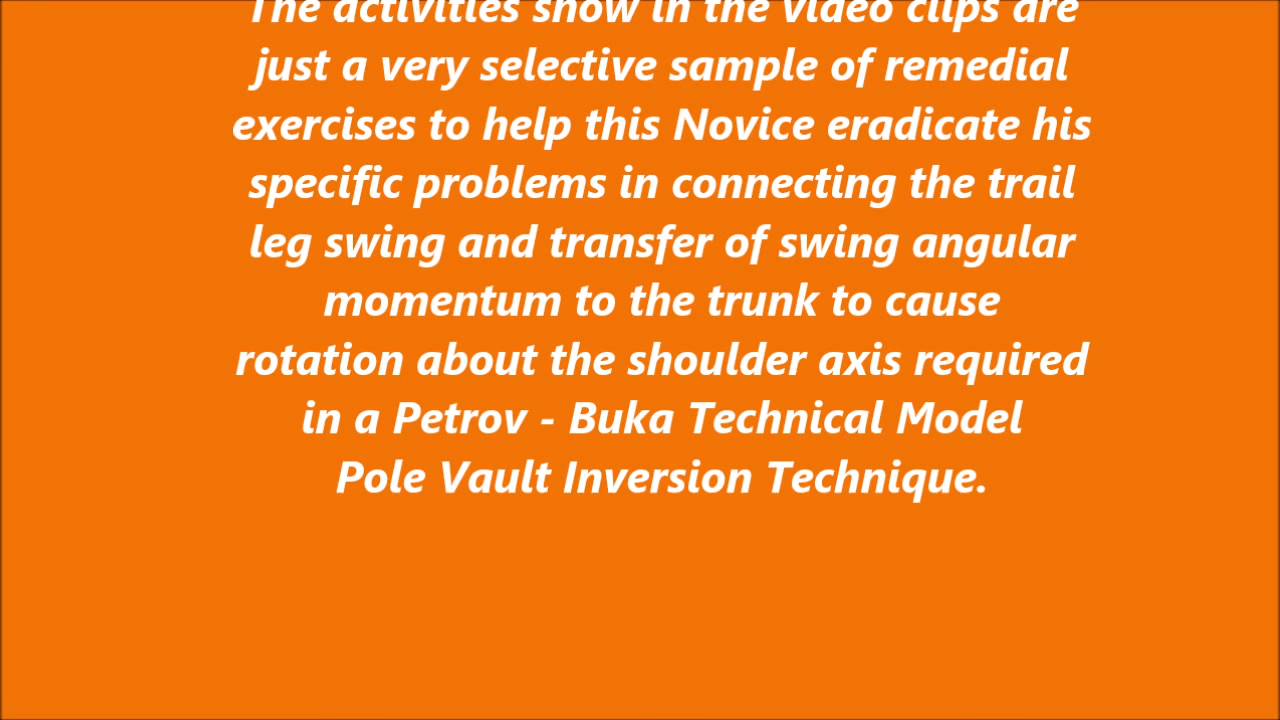 The activities show in the video clips are
just a very selective sample of remedial
exercises to help this Novice eradicate his
specific problems in connecting the trail
leg swing and transfer of swing angular
momentum to the trunk to cause
rotation about the shoulder axis required
in a Petrov - Buka Technical Model
Pole Vault Inversion Technique.